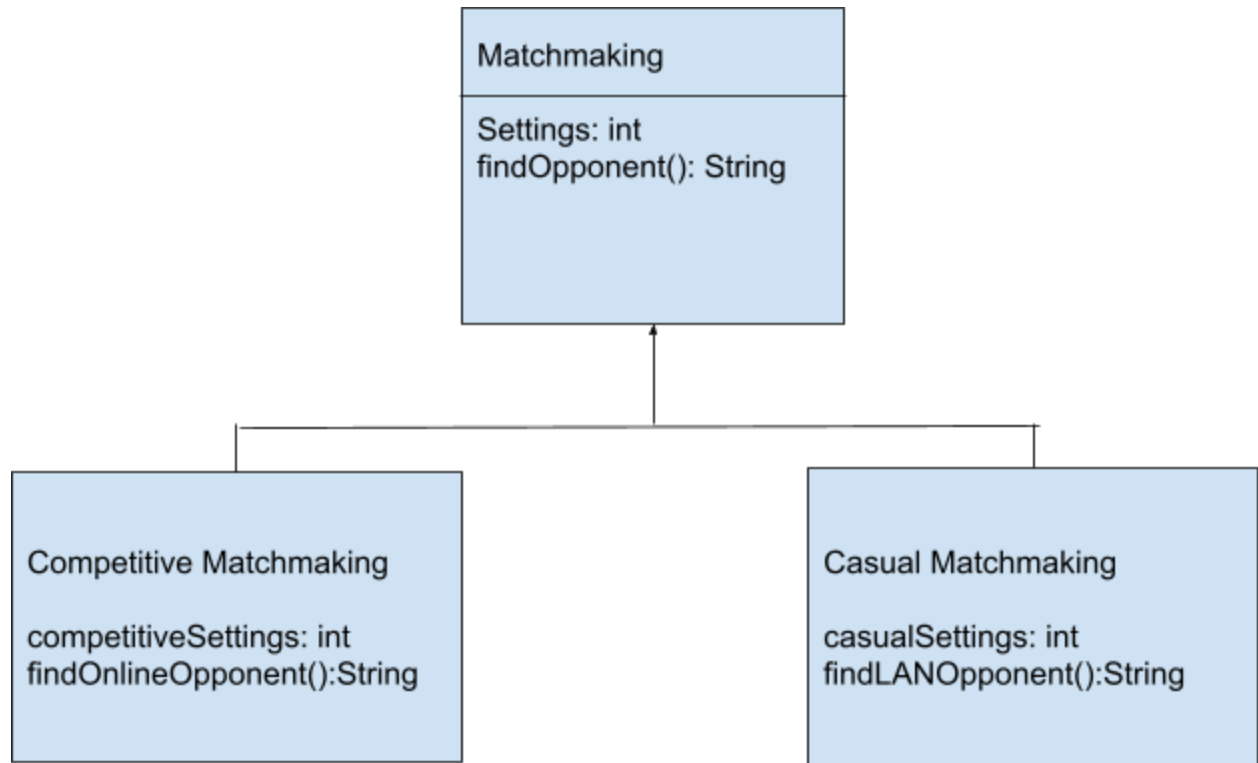 Matchmaking
Settings: int
findOpponent(): String
Competitive Matchmaking
competitiveSettings: int
findOnlineOpponent():String
Casual Matchmaking
casualSettings: int
findLANOpponent():String